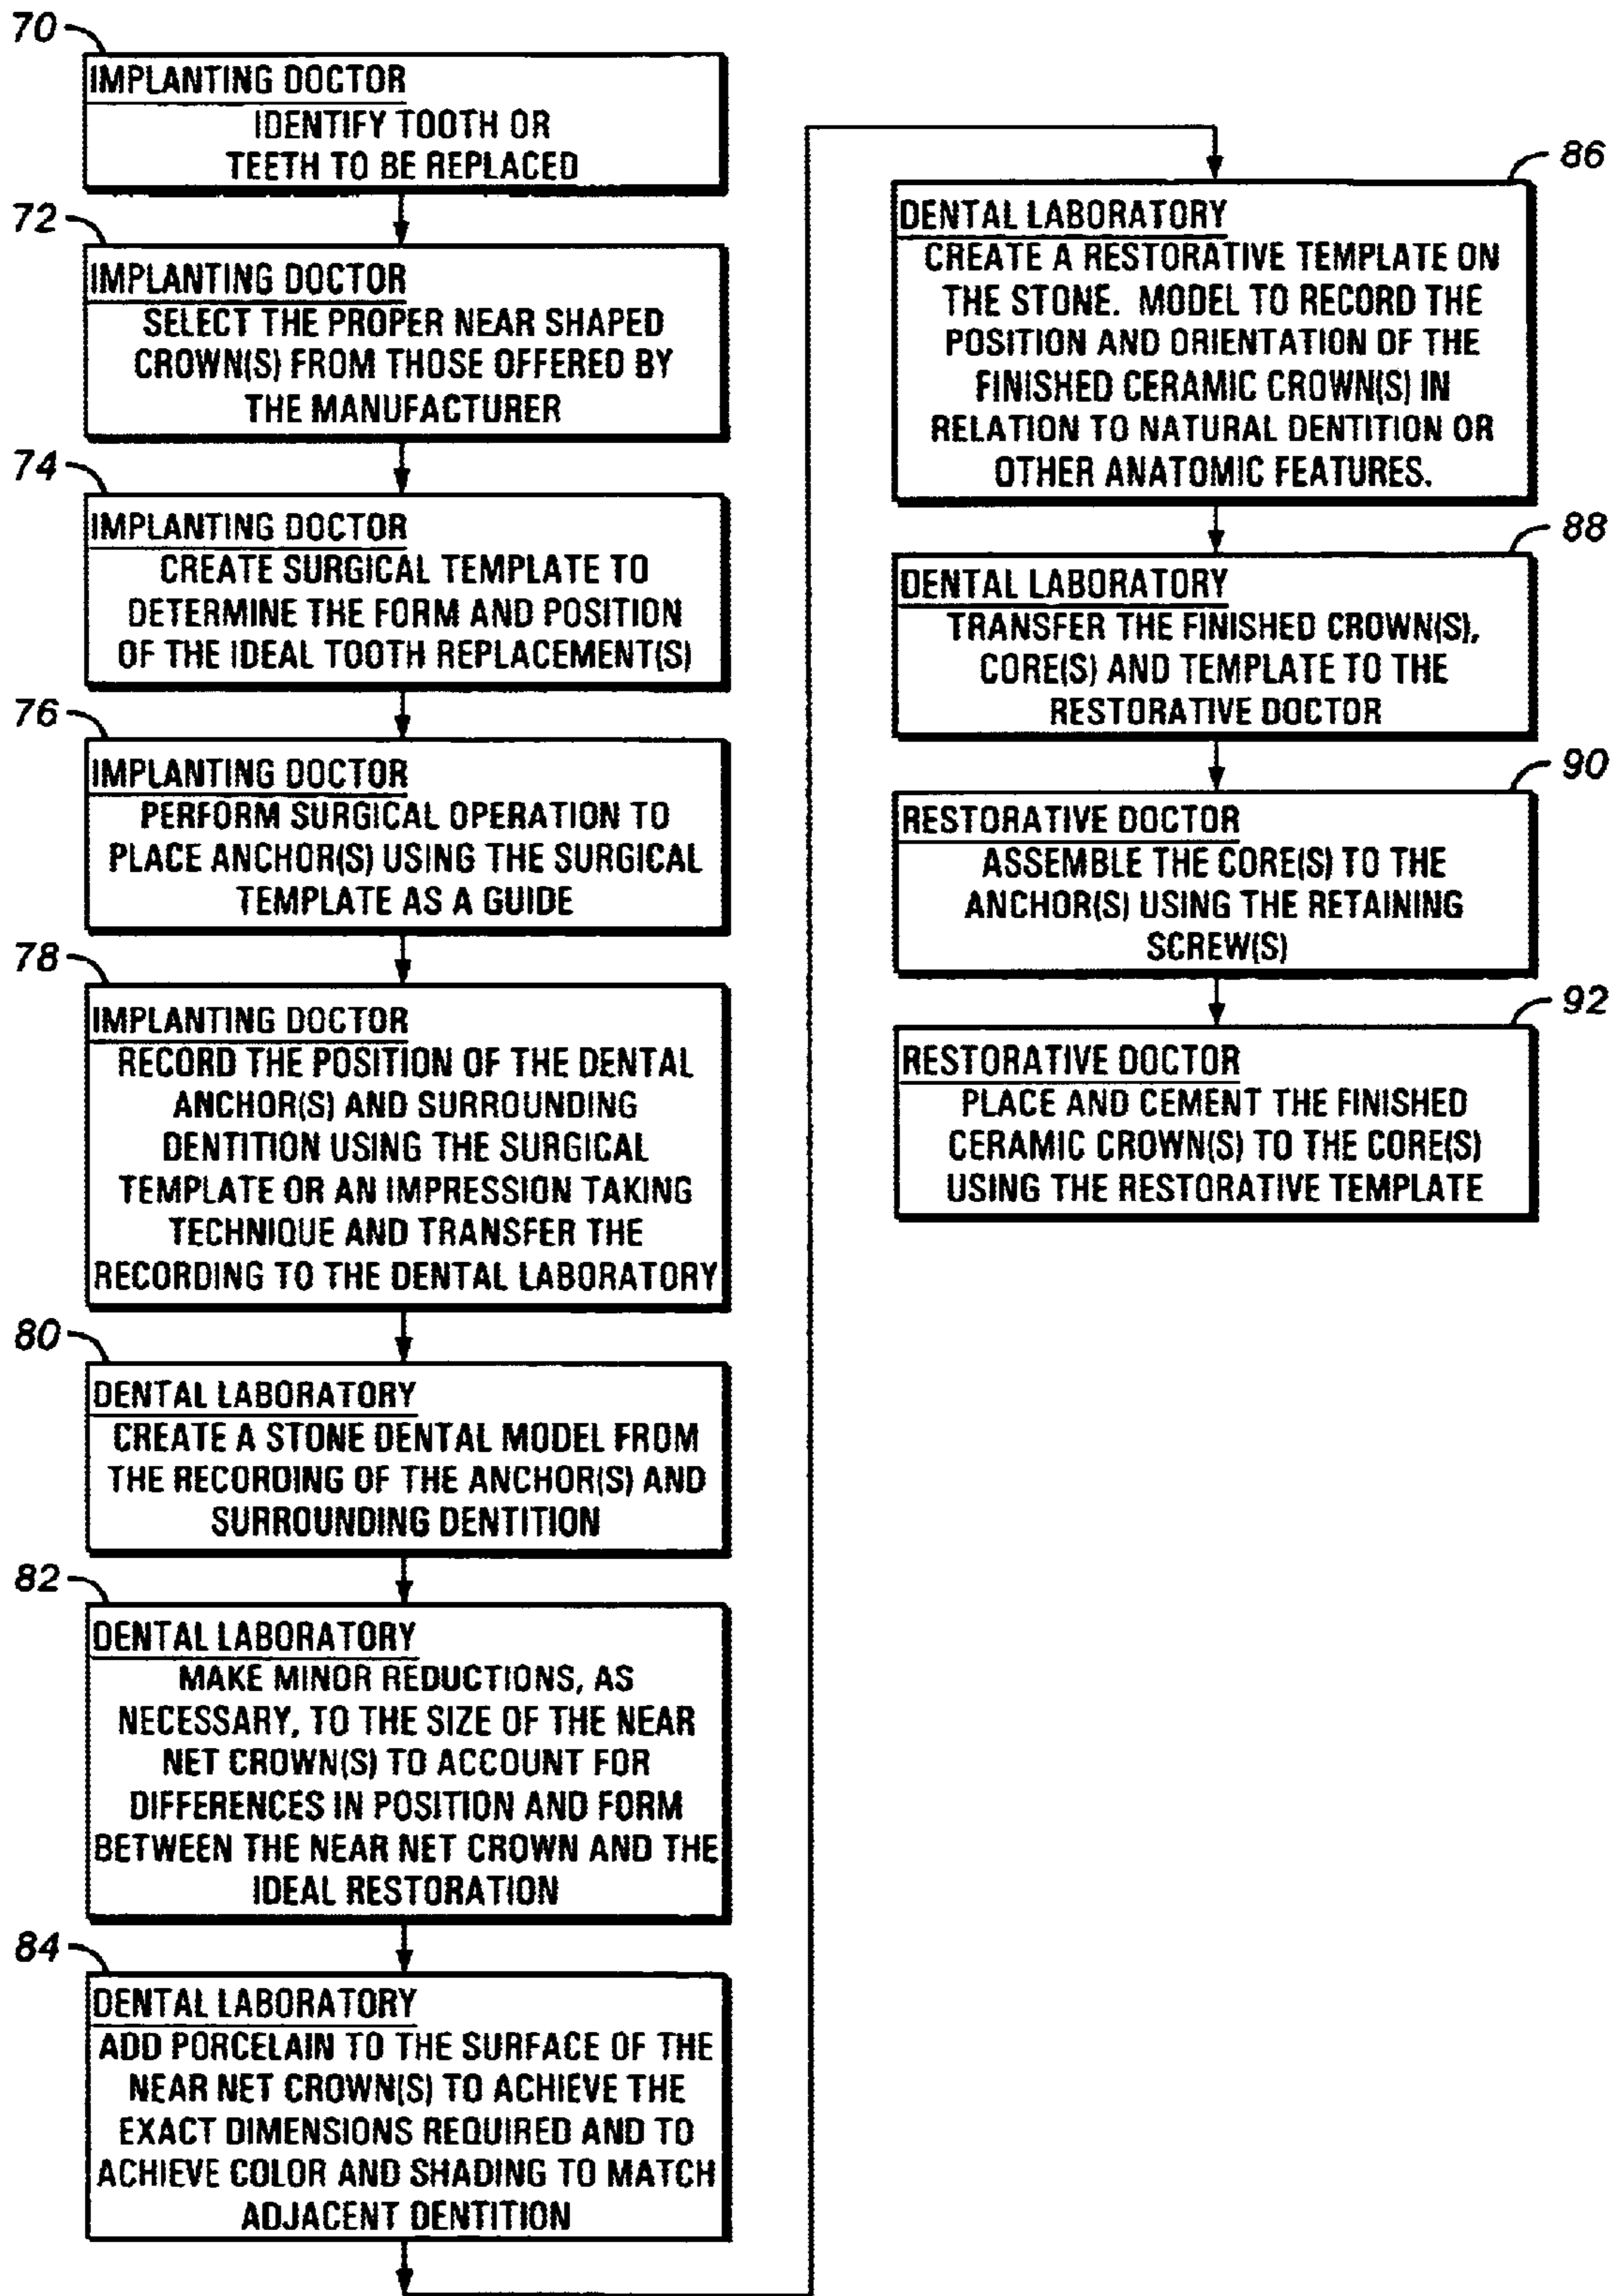 70
IMPLANTING DOCTOR
IDENTIFY TOOTH OR
TEETH TO BE REPLACED
72
IMPLANTING DOCTOR
SELECT THE PROPER NEAR SHAPED
CROWN(S) FROM THOSE OFFERED BY
THE MANUFACTURER
74
IMPLANTING DOCTOR
CREATE SURGICAL TEMPLATE TO
DETERMINE THE FORM AND POSITION
OF THE IDEAL TOOTH REPLACEMENT(S)
76
IMPLANTING DOCTOR
PERFORM SURGICAL OPERATION TO
PLACE ANCHOR(S) USING THE SURGICAL
TEMPLATE AS A GUIDE
78
IMPLANTING DOCTOR
RECORD THE POSITION OF THE DENTAL
ANCHOR(S) AND SURROUNDING
DENTITION USING THE SURGICAL
TEMPLATE OR AN IMPRESSION TAKING
TECHNIQUE AND TRANSFER THE
RECORDING TO THE DENTAL LABORATORY
80
DENTAL LABORATORY
CREATE A STONE DENTAL MODEL FROM
THE RECORDING OF THE ANCHOR(S) AND
SURROUNDING DENTITION
82
DENTAL LABORATORY
MAKE MINOR REDUCTIONS, AS
NECESSARY, TO THE SIZE OF THE NEAR
NET CROWN(S) TO ACCOUNT FOR
DIFFERENCES IN POSITION AND FORM
BETWEEN THE NEAR NET CROWN AND THE
IDEAL RESTORATION
84
DENTAL LABORATORY
ADD PORCELAIN TO THE SURFACE OF THE
NEAR NET CROWN(S) TO ACHIEVE THE
EXACT DIMENSIONS REQUIRED AND TO
ACHIEVE COLOR AND SHADING TO MATCH
ADJACENT DENTITION
86
DENTAL LABORATORY
CREATE A RESTORATIVE TEMPLATE ON
THE STONE. MODEL TO RECORD THE
POSITION AND ORIENTATION OF THE
FINISHED CERAMIC CROWN(S) IN
RELATION TO NATURAL DENTITION OR
OTHER ANATOMIC FEATURES.
88
DENTAL LABORATORY
TRANSFER THE FINISHED CROWN(S),
CORE(S) AND TEMPLATE TO THE
RESTORATIVE DOCTOR
90
RESTORATIVE DOCTOR
ASSEMBLE THE CORE(S) TO THE
ANCHOR(S) USING THE RETAINING
SCREW(S)
92
RESTORATIVE DOCTOR
PLACE AND CEMENT THE FINISHED
CERAMIC CROWN(S) TO THE CORE(S)
USING THE RESTORATIVE TEMPLATE